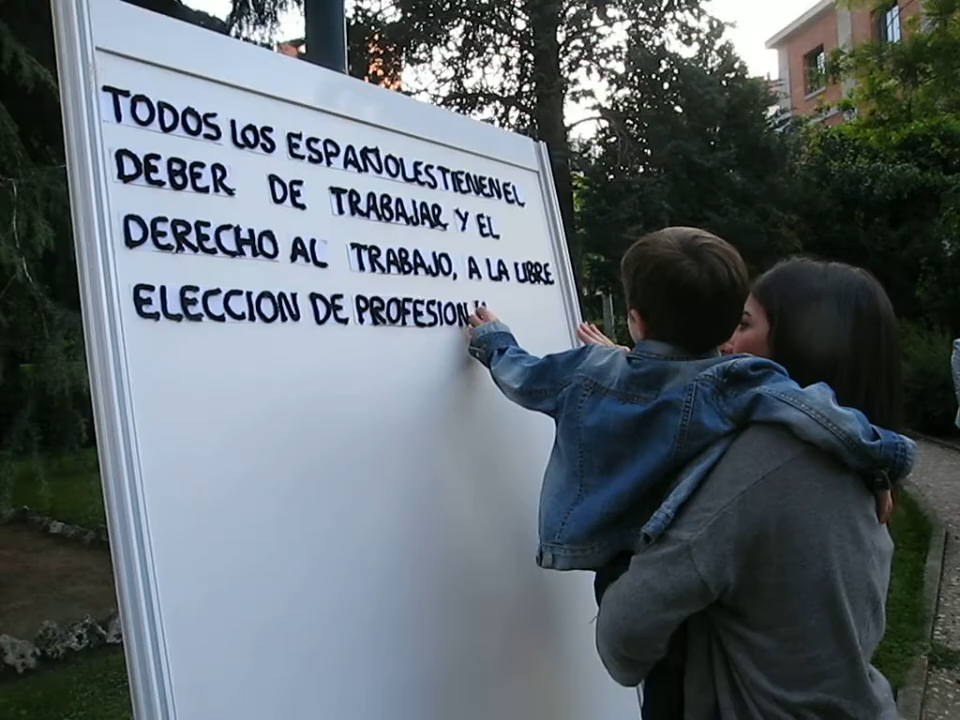 TODOS LOS ESPAÑOLES TIENEN EL
DEBER DE TRABAJAR Y EL
DERECHO AL TRABAJO, A LA LIBRE
ELECCION DE PROFESION